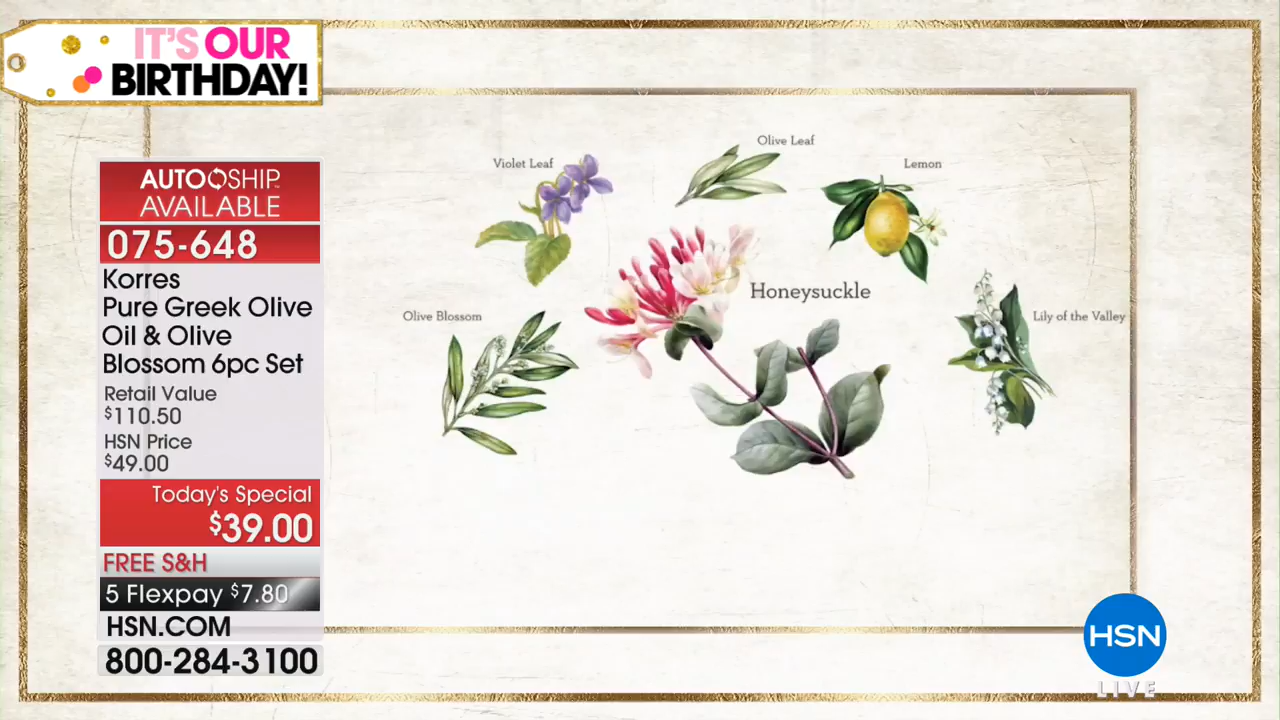 IT'S OUR
BIRTHDAY!
AUTO SHIP™
AVAILABLE
075-648
Korres
Pure Greek Olive
Oil & Olive
Blossom 6pc Set
Retail Value
$110.50
HSN Price
$49.00
Today's Special
$39.00
FREE S&H
5 Flexpay $7.80
HSN.COM
800-284-3100
Olive Leaf
Violet Leaf
Lemon
Honeysuckle
Olive Blossom
Lily of the Valley
HSN
LIVE